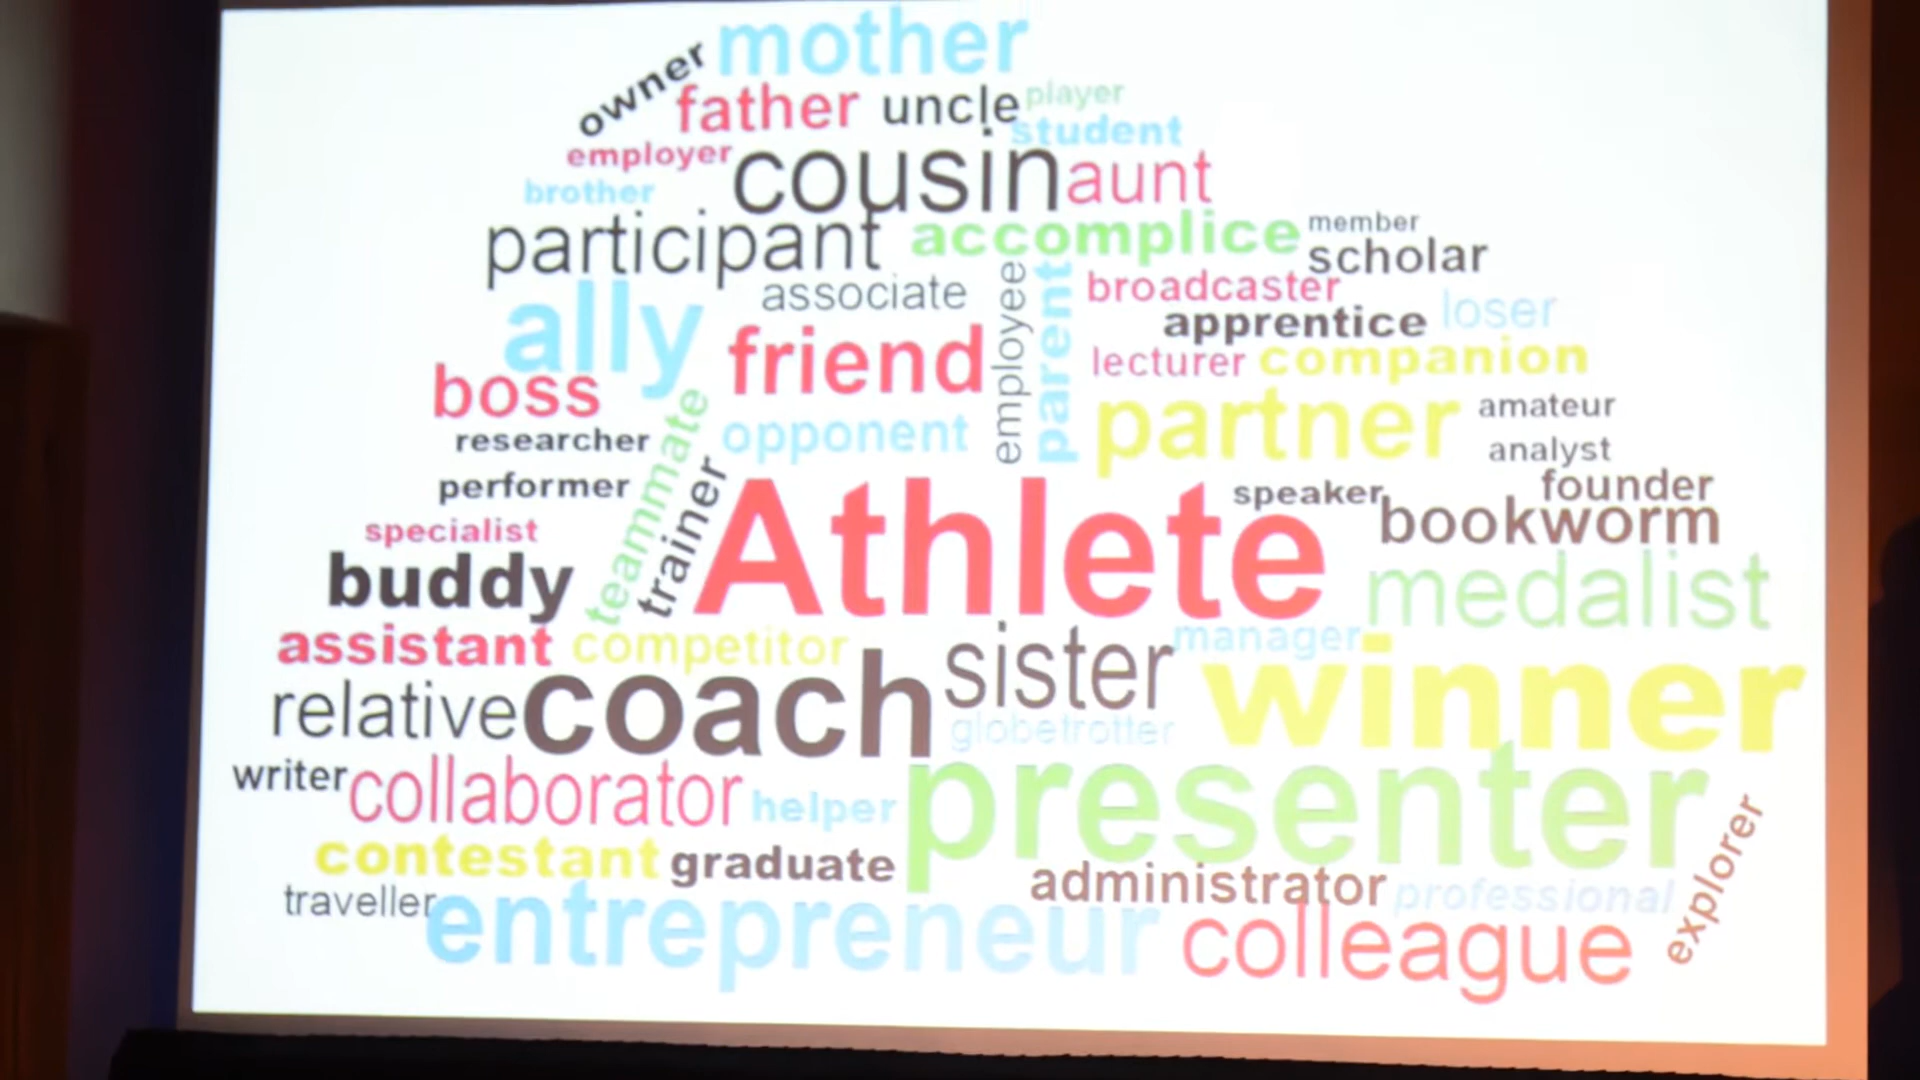 mother
owner
father uncle player
student
employer cousin aunt
brother
participant accomplice member
scholar
ally associate employee parent broadcaster
apprentice loser
friend lecturer companion
boss teammate
opponent partner amateur
researcher
analyst
performer trainer Athlete speaker founder
bookworm
specialist
buddy medalist
assistant competitor sister manager
relative coach globetrotter winner
writer collaborator helper presenter explorer
contestant graduate administrator professional
traveller entrepreneur colleague